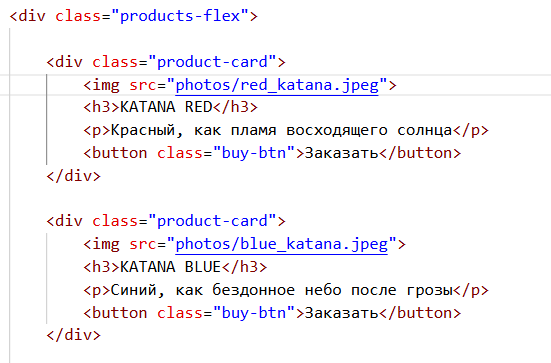 <div class="products-flex">
<div class="product-card">
<img src="photos/red_katana.jpeg">
<h3>KATANA RED</h3>
<p>Красный, как пламя восходящего солнца</p>
<button class="buy-btn">Заказать</button>
</div>
<div class="product-card">
<img src="photos/blue_katana.jpeg">
<h3>KATANA BLUE</h3>
<p>Синий, как бездонное небо после грозы</p>
<button class="buy-btn">Заказать</button>
</div>